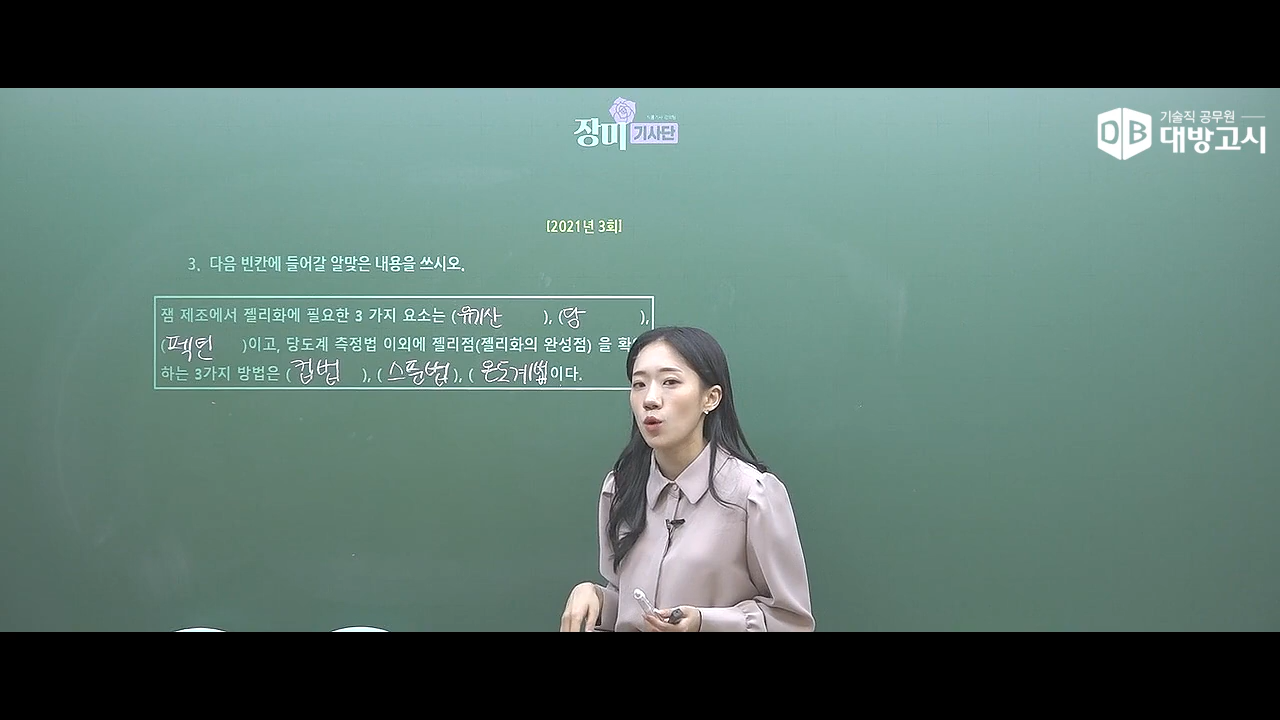 장미 기사단
기술직 공무원
DB 대방고시
[2021년 3회]
3. 다음 빈칸에 들어갈 알맞은 내용을 쓰시오.
잼 제조에서 젤리화에 필요한 3 가지 요소는 (유기산 ), (당 ),
(펙틴 )이고, 당도계 측정법 이외에 젤리점(젤리화의 완성점) 을 확
하는 3가지 방법은 (컵법 ), ( 스푼법 ), ( 온도계법이다.